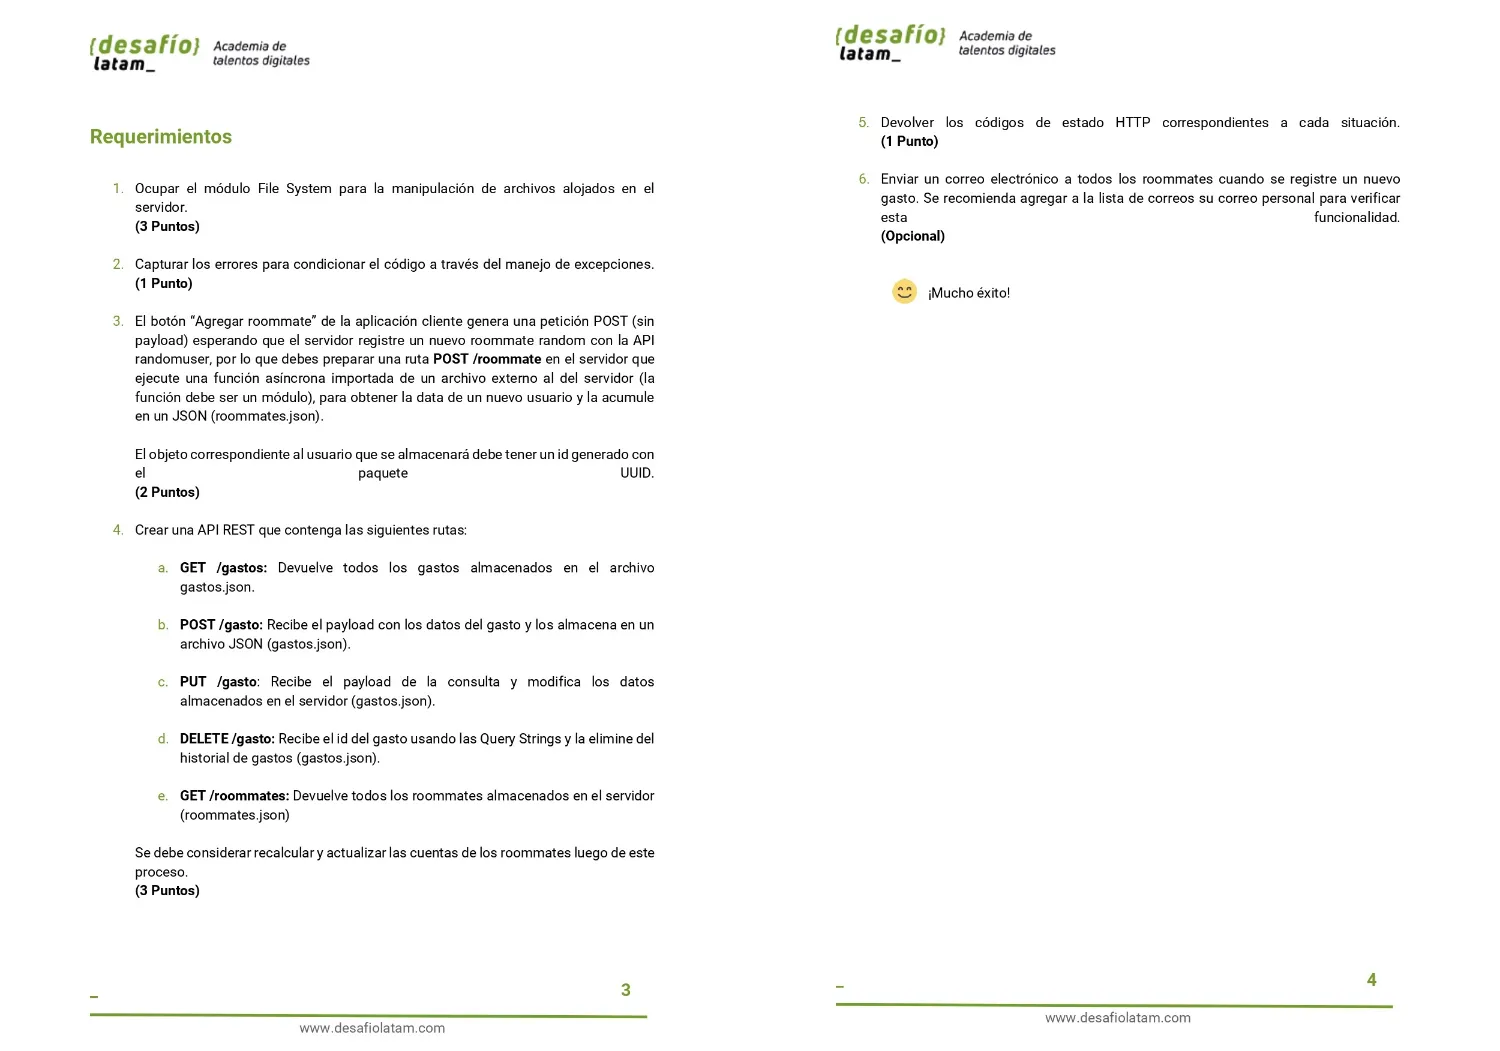 {desafío}
latam_
Academia de
talentos digitales
Requerimientos
1. Ocupar el módulo File System para la manipulación de archivos alojados en el
servidor.
(3 Puntos)
2. Capturar los errores para condicionar el código a través del manejo de excepciones.
(1 Punto)
3. El botón “Agregar roommate” de la aplicación cliente genera una petición POST (sin
payload) esperando que el servidor registre un nuevo roommate random con la API
randomuser, por lo que debes preparar una ruta POST /roommate en el servidor que
ejecute una función asíncrona importada de un archivo externo al del servidor (la
función debe ser un módulo), para obtener la data de un nuevo usuario y la acumule
en un JSON (roommates.json).
El objeto correspondiente al usuario que se almacenará debe tener un id generado con
el paquete UUID.
(2 Puntos)
4. Crear una API REST que contenga las siguientes rutas:
a. GET /gastos: Devuelve todos los gastos almacenados en el archivo
gastos.json.
b. POST /gasto: Recibe el payload con los datos del gasto y los almacena en un
archivo JSON (gastos.json).
c. PUT /gasto: Recibe el payload de la consulta y modifica los datos
almacenados en el servidor (gastos.json).
d. DELETE /gasto: Recibe el id del gasto usando las Query Strings y la elimine del
historial de gastos (gastos.json).
e. GET /roommates: Devuelve todos los roommates almacenados en el servidor
(roommates.json)
Se debe considerar recalcular y actualizar las cuentas de los roommates luego de este
proceso.
(3 Puntos)
_ 3
www.desafiolatam.com
{desafío}
latam_
Academia de
talentos digitales
5. Devolver los códigos de estado HTTP correspondientes a cada situación.
(1 Punto)
6. Enviar un correo electrónico a todos los roommates cuando se registre un nuevo
gasto. Se recomienda agregar a la lista de correos su correo personal para verificar
esta funcionalidad.
(Opcional)
¡Mucho éxito!
_ 4
www.desafiolatam.com